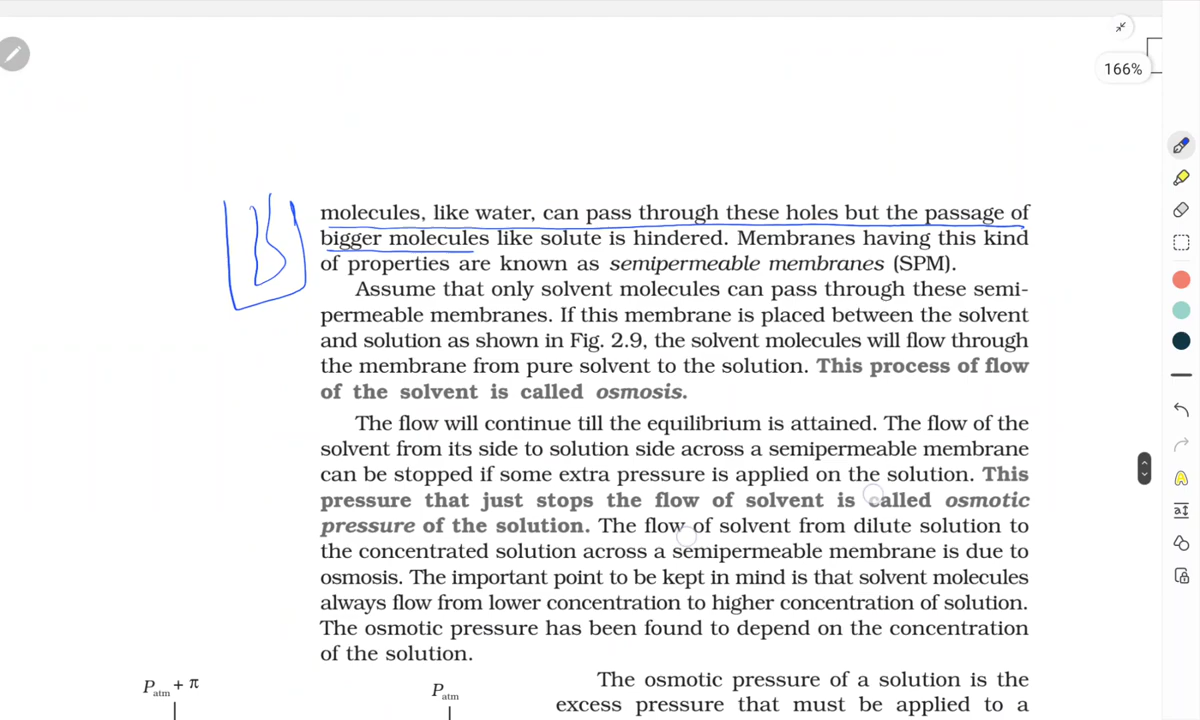 166%
molecules, like water, can pass through these holes but the passage of
bigger molecules like solute is hindered. Membranes having this kind
of properties are known as semipermeable membranes (SPM).
Assume that only solvent molecules can pass through these semi-
permeable membranes. If this membrane is placed between the solvent
and solution as shown in Fig. 2.9, the solvent molecules will flow through
the membrane from pure solvent to the solution. This process of flow
of the solvent is called osmosis.
The flow will continue till the equilibrium is attained. The flow of the
solvent from its side to solution side across a semipermeable membrane
can be stopped if some extra pressure is applied on the solution. This
pressure that just stops the flow of solvent is called osmotic
pressure of the solution. The flow of solvent from dilute solution to
the concentrated solution across a semipermeable membrane is due to
osmosis. The important point to be kept in mind is that solvent molecules
always flow from lower concentration to higher concentration of solution.
The osmotic pressure has been found to depend on the concentration
of the solution.
Patm + π
Patm
The osmotic pressure of a solution is the
excess pressure that must be applied to a